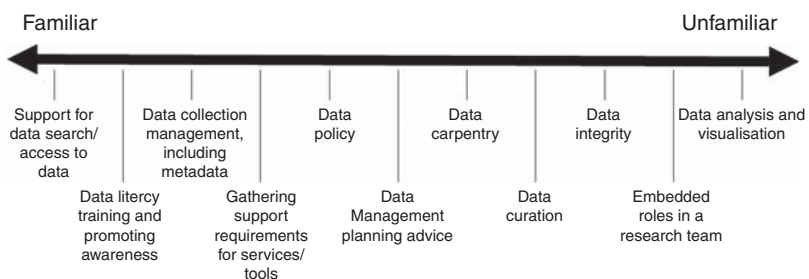 Familiar
Unfamiliar
Support for
data search/
access to
data
Data litercy
training and
promoting
awareness
Data collection
management,
including
metadata
Gathering
support
requirements
for services/
tools
Data
policy
Data
Management
planning advice
Data
carpentry
Data
curation
Data
integrity
Embedded
roles in a
research team
Data analysis and
visualisation